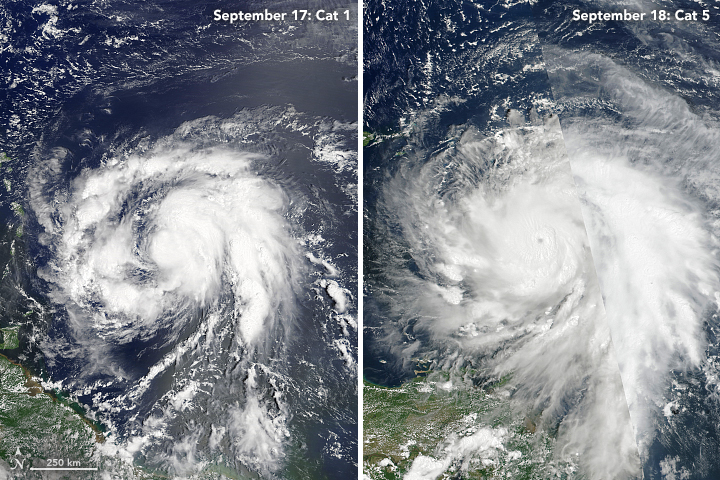 September 17: Cat 1
September 18: Cat 5
N
250 km